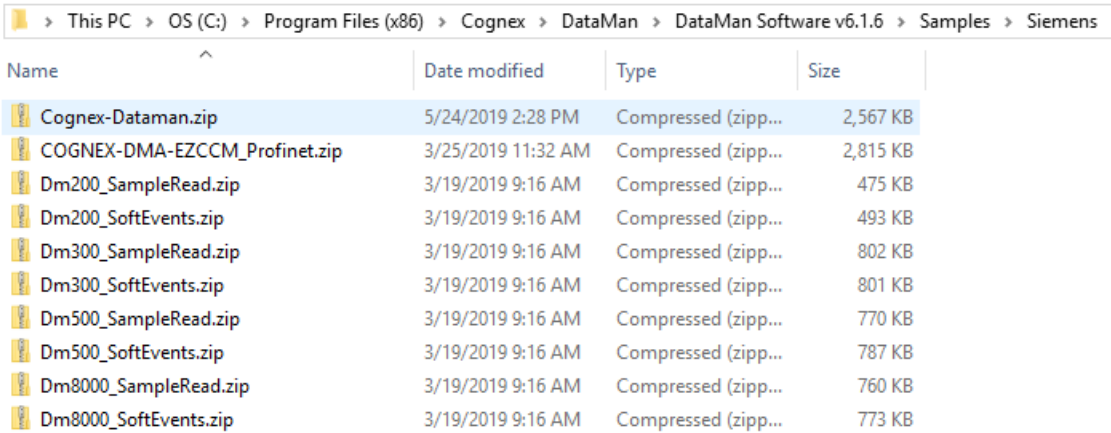 This PC > OS (C:) > Program Files (x86) > Cognex > DataMan > DataMan Software v6.1.6 > Samples > Siemens
Name Date modified Type Size
Cognex-Dataman.zip 5/24/2019 2:28 PM Compressed (zipp... 2,567 KB
COGNEX-DMA-EZCCM_Profinet.zip 3/25/2019 11:32 AM Compressed (zipp... 2,815 KB
Dm200_SampleRead.zip 3/19/2019 9:16 AM Compressed (zipp... 475 KB
Dm200_SoftEvents.zip 3/19/2019 9:16 AM Compressed (zipp... 493 KB
Dm300_SampleRead.zip 3/19/2019 9:16 AM Compressed (zipp... 802 KB
Dm300_SoftEvents.zip 3/19/2019 9:16 AM Compressed (zipp... 801 KB
Dm500_SampleRead.zip 3/19/2019 9:16 AM Compressed (zipp... 770 KB
Dm500_SoftEvents.zip 3/19/2019 9:16 AM Compressed (zipp... 787 KB
Dm8000_SampleRead.zip 3/19/2019 9:16 AM Compressed (zipp... 760 KB
Dm8000_SoftEvents.zip 3/19/2019 9:16 AM Compressed (zipp... 773 KB